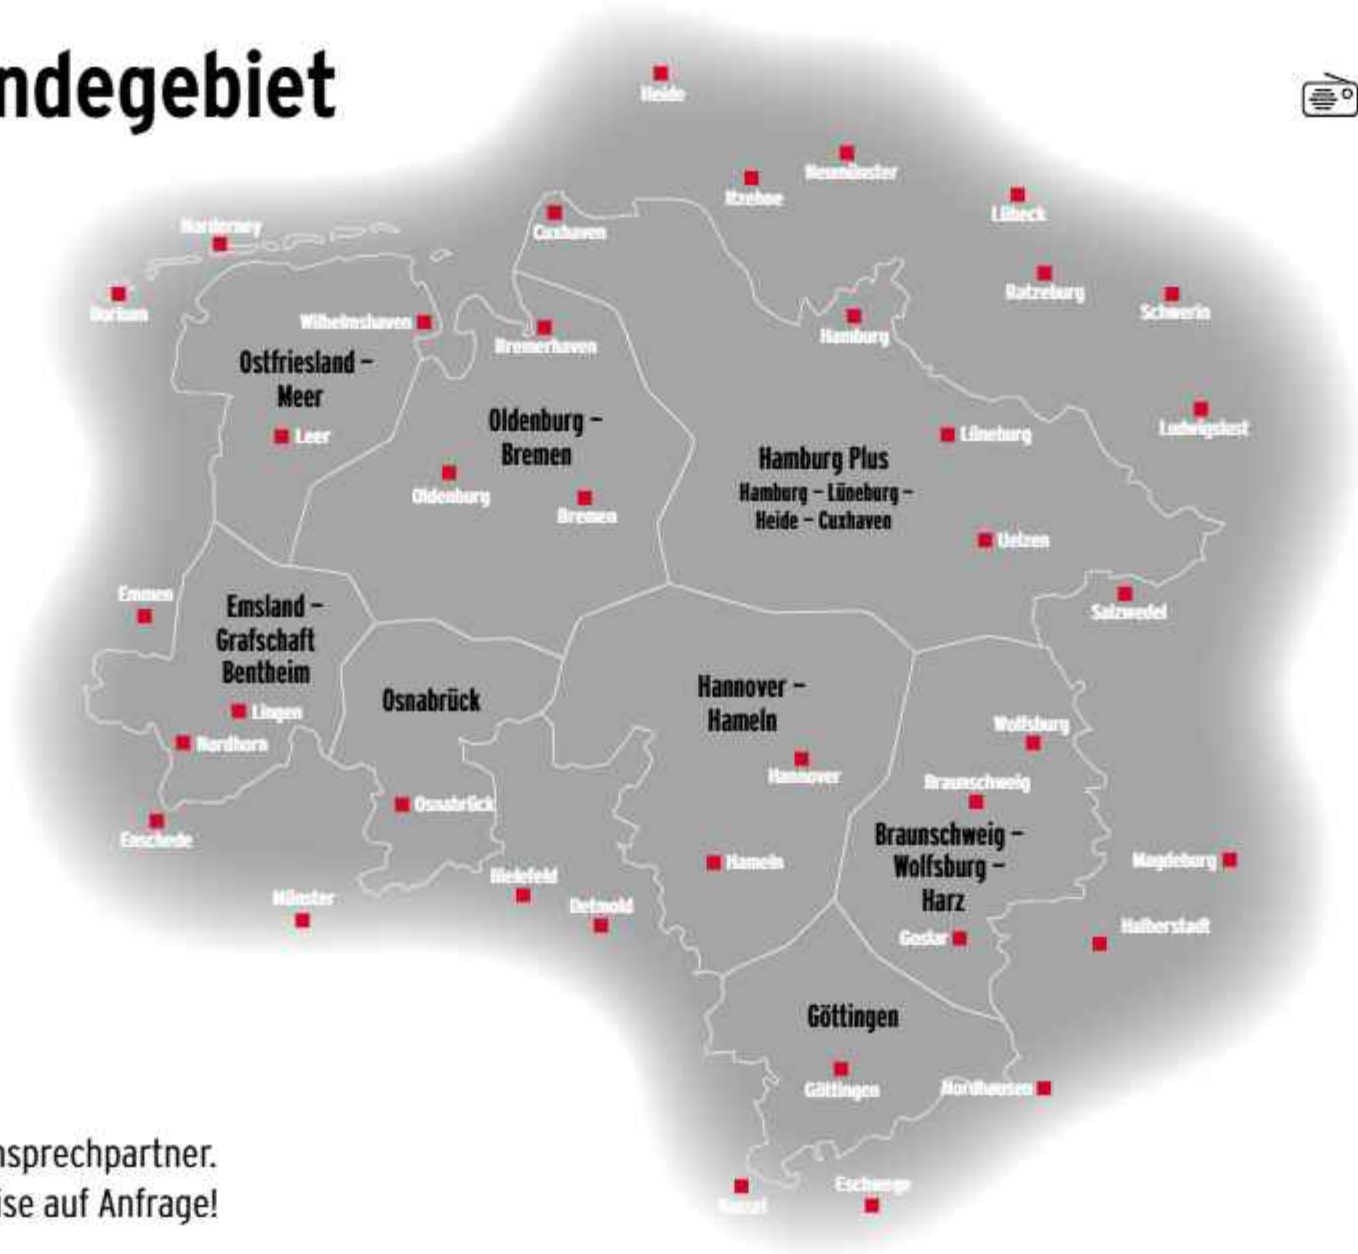 ndegebiet
Heide
Neumünster
Itzehoe
Lübeck
Cuxhaven
Norderney
Ratzeburg
Schwerin
Borkum
Wilhelmshaven
Bremerhaven
Hamburg
Ostfriesland –
Meer
Leer
Oldenburg –
Bremen
Oldenburg
Bremen
Hamburg Plus
Hamburg – Lüneburg –
Heide – Cuxhaven
Lüneburg
Ludwigslust
Uelzen
Salzwedel
Emmen
Emsland –
Grafschaft
Bentheim
Lingen
Nordhorn
Enschede
Osnabrück
Osnabrück
Münster
Bielefeld
Detmold
Hannover –
Hameln
Hannover
Hameln
Wolfsburg
Braunschweig
Braunschweig –
Wolfsburg –
Harz
Goslar
Magdeburg
Halberstadt
Göttingen
Göttingen
Nordhausen
Kassel
Eschwege
nsprechpartner.
ise auf Anfrage!